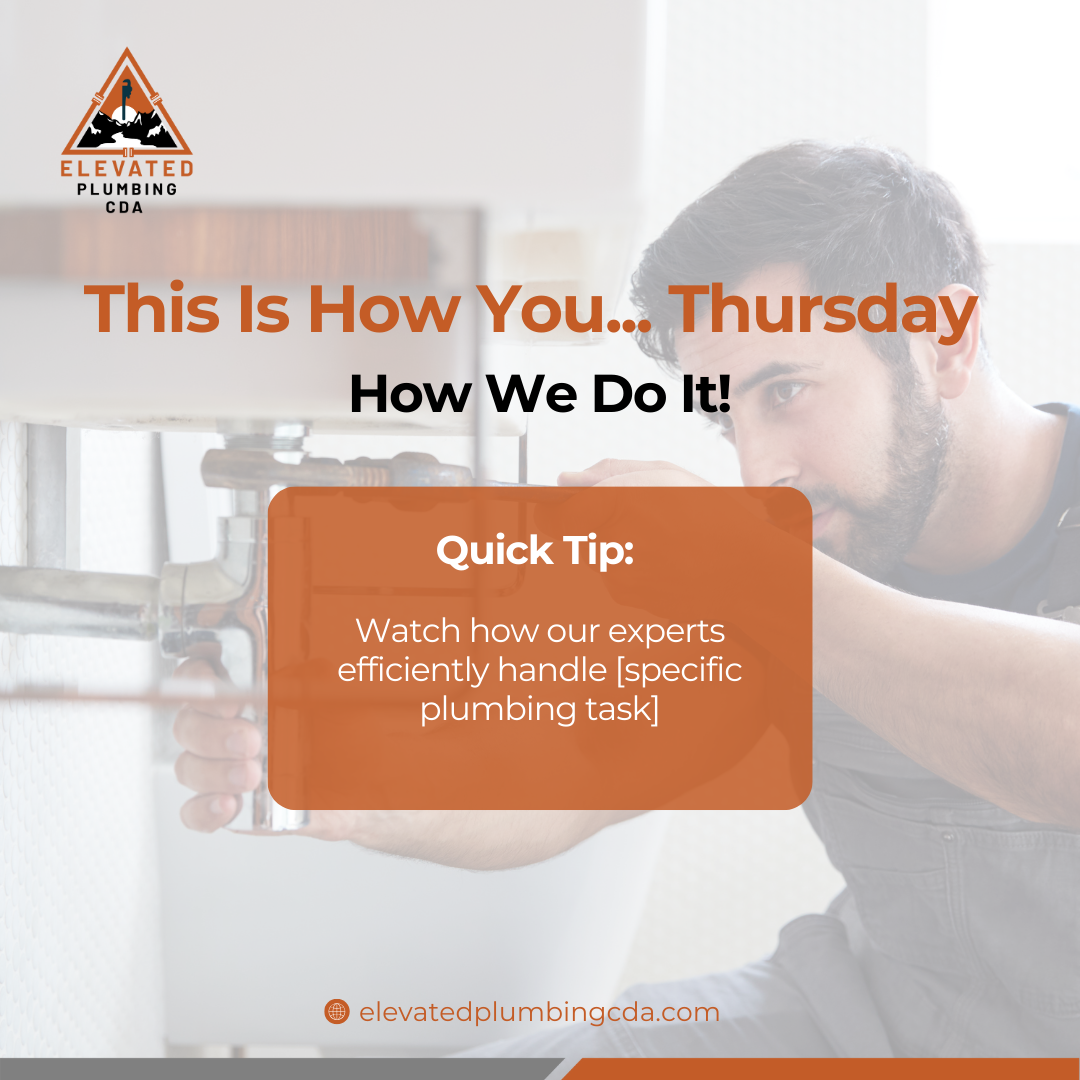 ELEVATED
PLUMBING
CDA
This Is How You... Thursday
How We Do It!
Quick Tip:
Watch how our experts
efficiently handle [specific
plumbing task]
elevatedplumbingcda.com